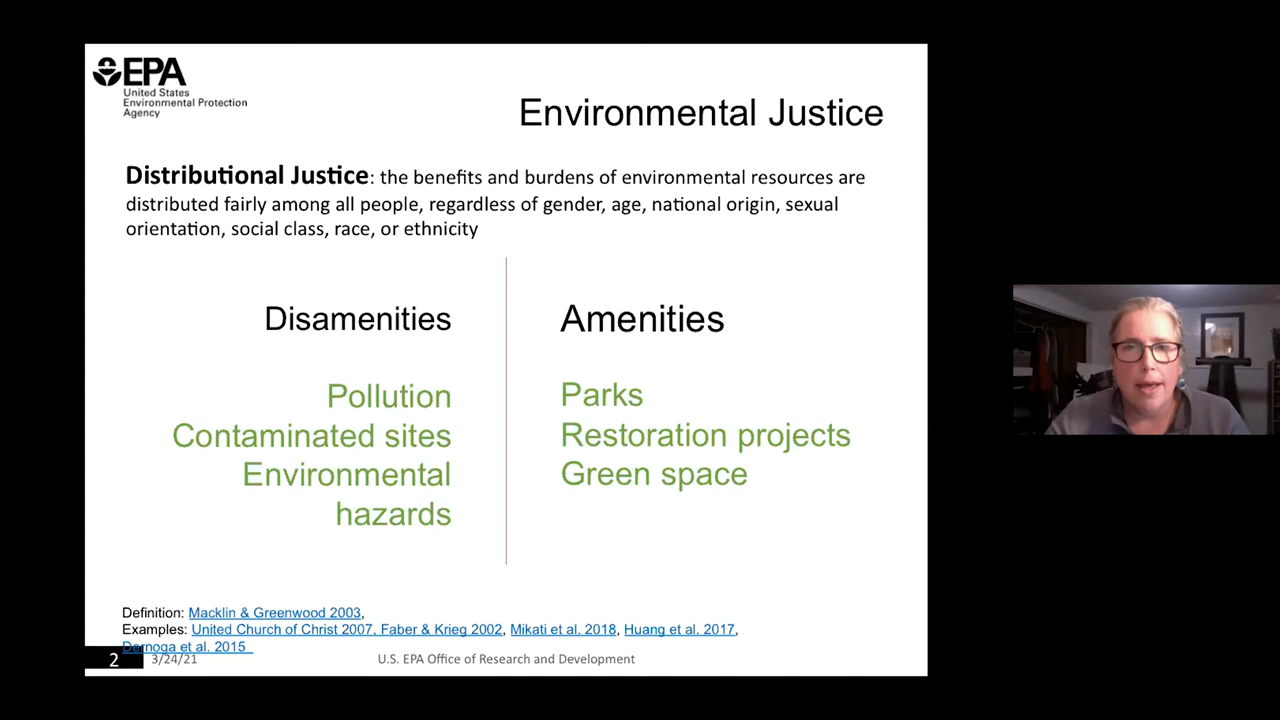 EPA
United States
Environmental Protection
Agency
Environmental Justice
Distributional Justice: the benefits and burdens of environmental resources are
distributed fairly among all people, regardless of gender, age, national origin, sexual
orientation, social class, race, or ethnicity
Disamenities
Pollution
Contaminated sites
Environmental
hazards
Amenities
Parks
Restoration projects
Green space
Definition: Macklin & Greenwood 2003,
Examples: United Church of Christ 2007, Faber & Krieg 2002, Mikati et al. 2018, Huang et al. 2017,
Dernoga et al. 2015
2
3/24/21
U.S. EPA Office of Research and Development